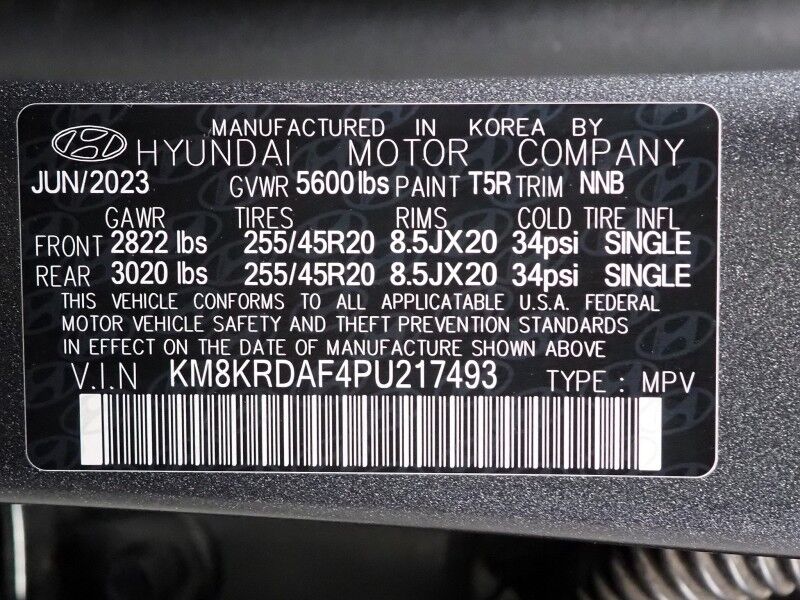 MANUFACTURED IN KOREA BY
HYUNDAI MOTOR COMPANY
JUN/2023 GVWR 5600lbs PAINT T5R TRIM NNB
GAWR TIRES RIMS COLD TIRE INFL
FRONT 2822 lbs 255/45R20 8.5JX20 34psi SINGLE
REAR 3020 lbs 255/45R20 8.5JX20 34psi SINGLE
THIS VEHICLE CONFORMS TO ALL APPLICATABLE U.S.A. FEDERAL
MOTOR VEHICLE SAFETY AND THEFT PREVENTION STANDARDS
IN EFFECT ON THE DATE OF MANUFACTURE SHOWN ABOVE
V.I.N KM8KRDAF4PU217493 TYPE : MPV